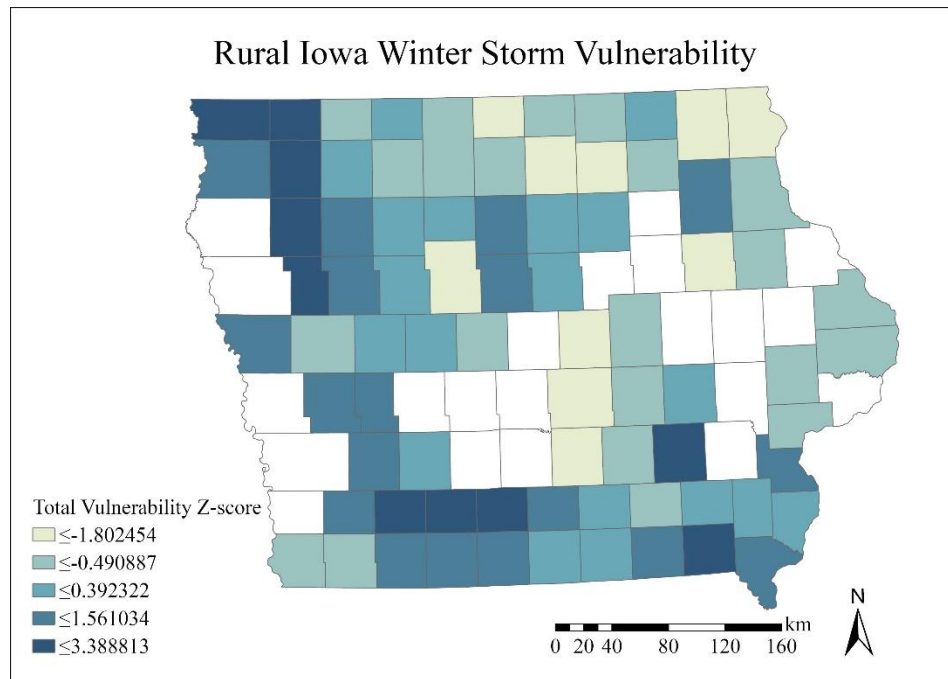 Rural Iowa Winter Storm Vulnerability
Total Vulnerability Z-score
≤-1.802454
≤-0.490887
≤0.392322
≤1.561034
≤3.388813
N
km
0 20 40 80 120 160